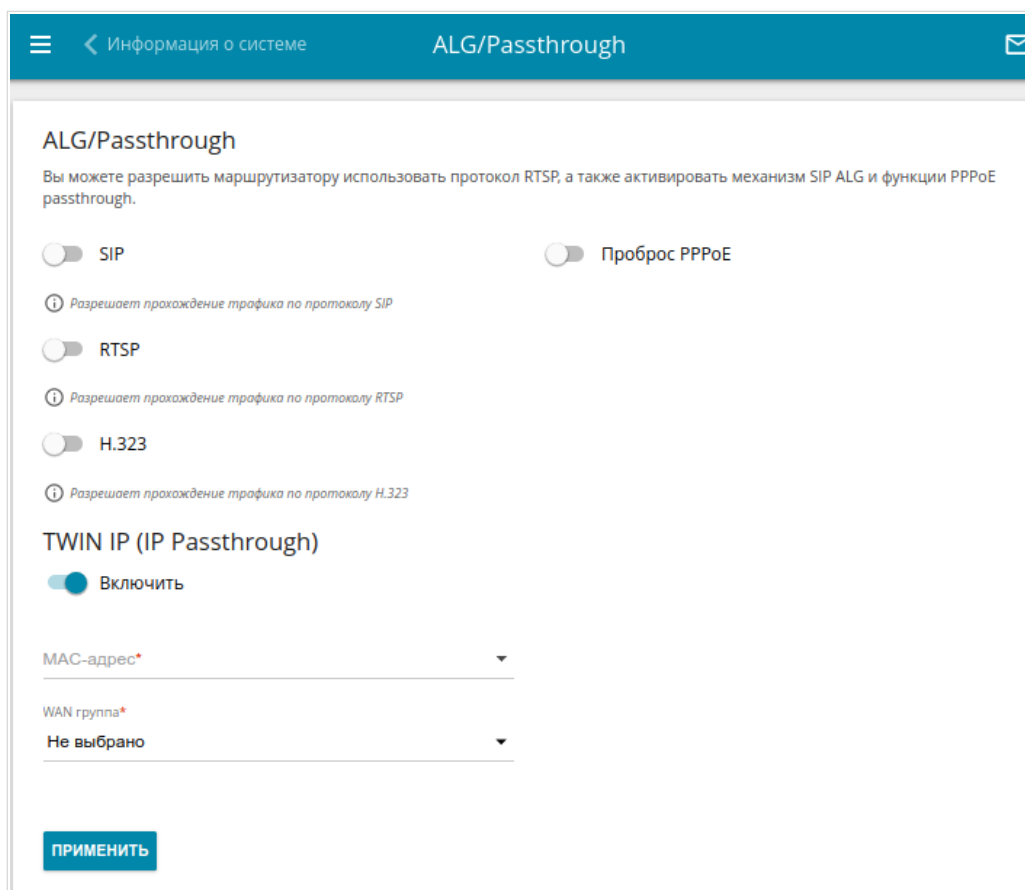 Информация о системе
ALG/Passthrough
ALG/Passthrough
Вы можете разрешить маршрутизатору использовать протокол RTSP, а также активировать механизм SIP ALG и функции PPPoE
passthrough.
SIP
Проброс PPPoE
Разрешает прохождение трафика по протоколу SIP
RTSP
Разрешает прохождение трафика по протоколу RTSP
H.323
Разрешает прохождение трафика по протоколу H.323
TWIN IP (IP Passthrough)
Включить
MAC-адрес*
WAN группа*
Не выбрано
ПРИМЕНИТЬ